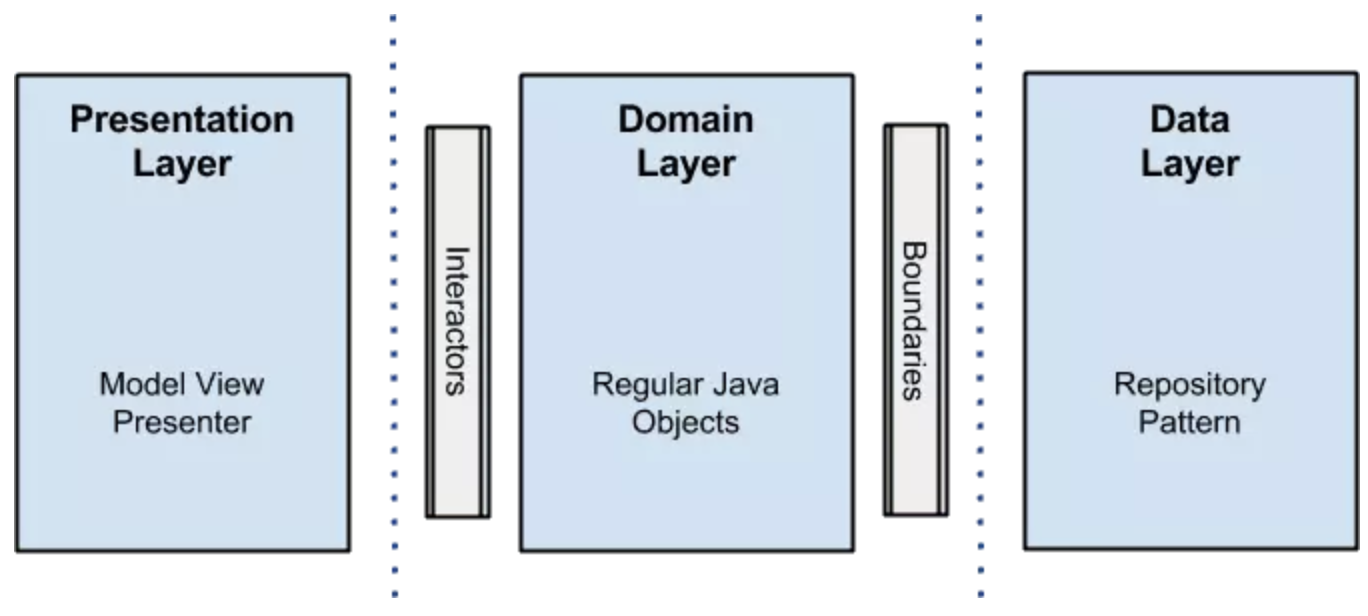 Presentation
Layer
Model View
Presenter
Interactors
Domain
Layer
Regular Java
Objects
Boundaries
Data
Layer
Repository
Pattern